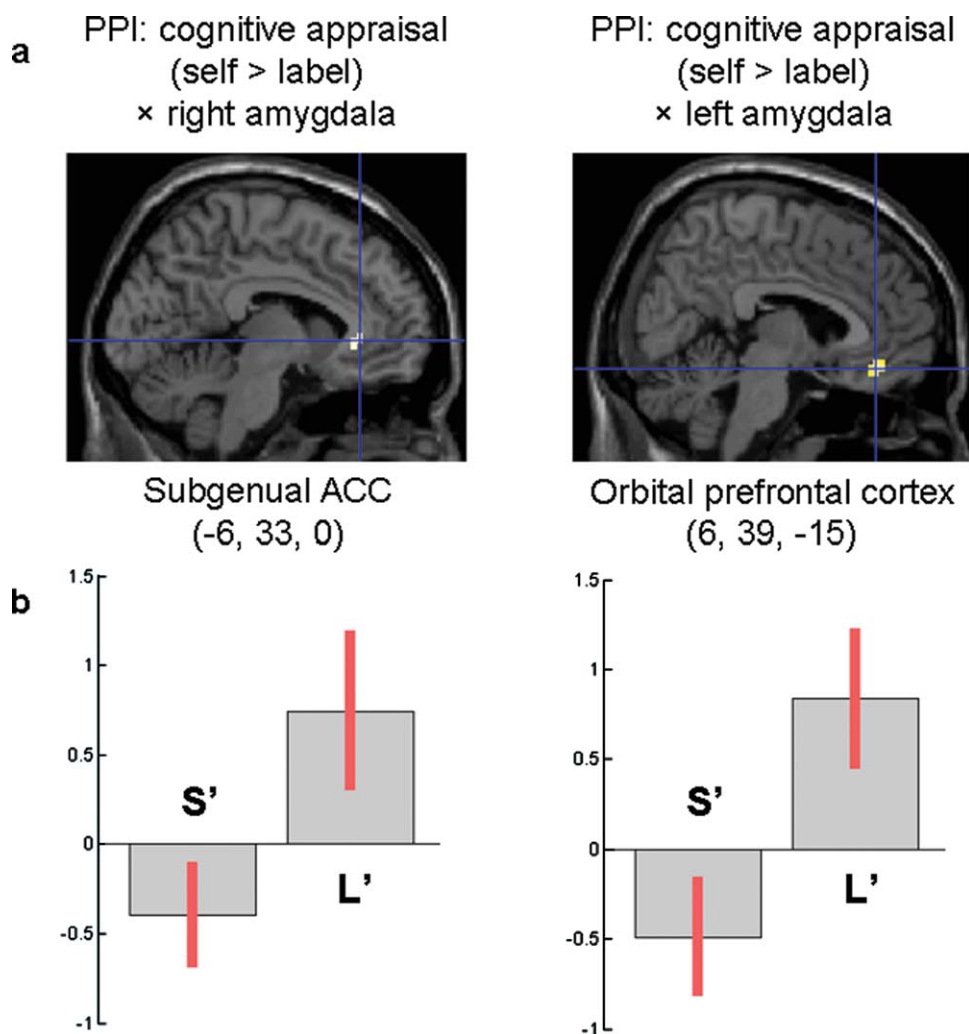 a
PPI: cognitive appraisal
(self > label)
× right amygdala
PPI: cognitive appraisal
(self > label)
× left amygdala
Subgenual ACC
(-6, 33, 0)
Orbital prefrontal cortex
(6, 39, -15)
b
1.5
1
0.5
0
-0.5
-1
S’
L’
1.5
1
0.5
0
-0.5
-1
S’
L’